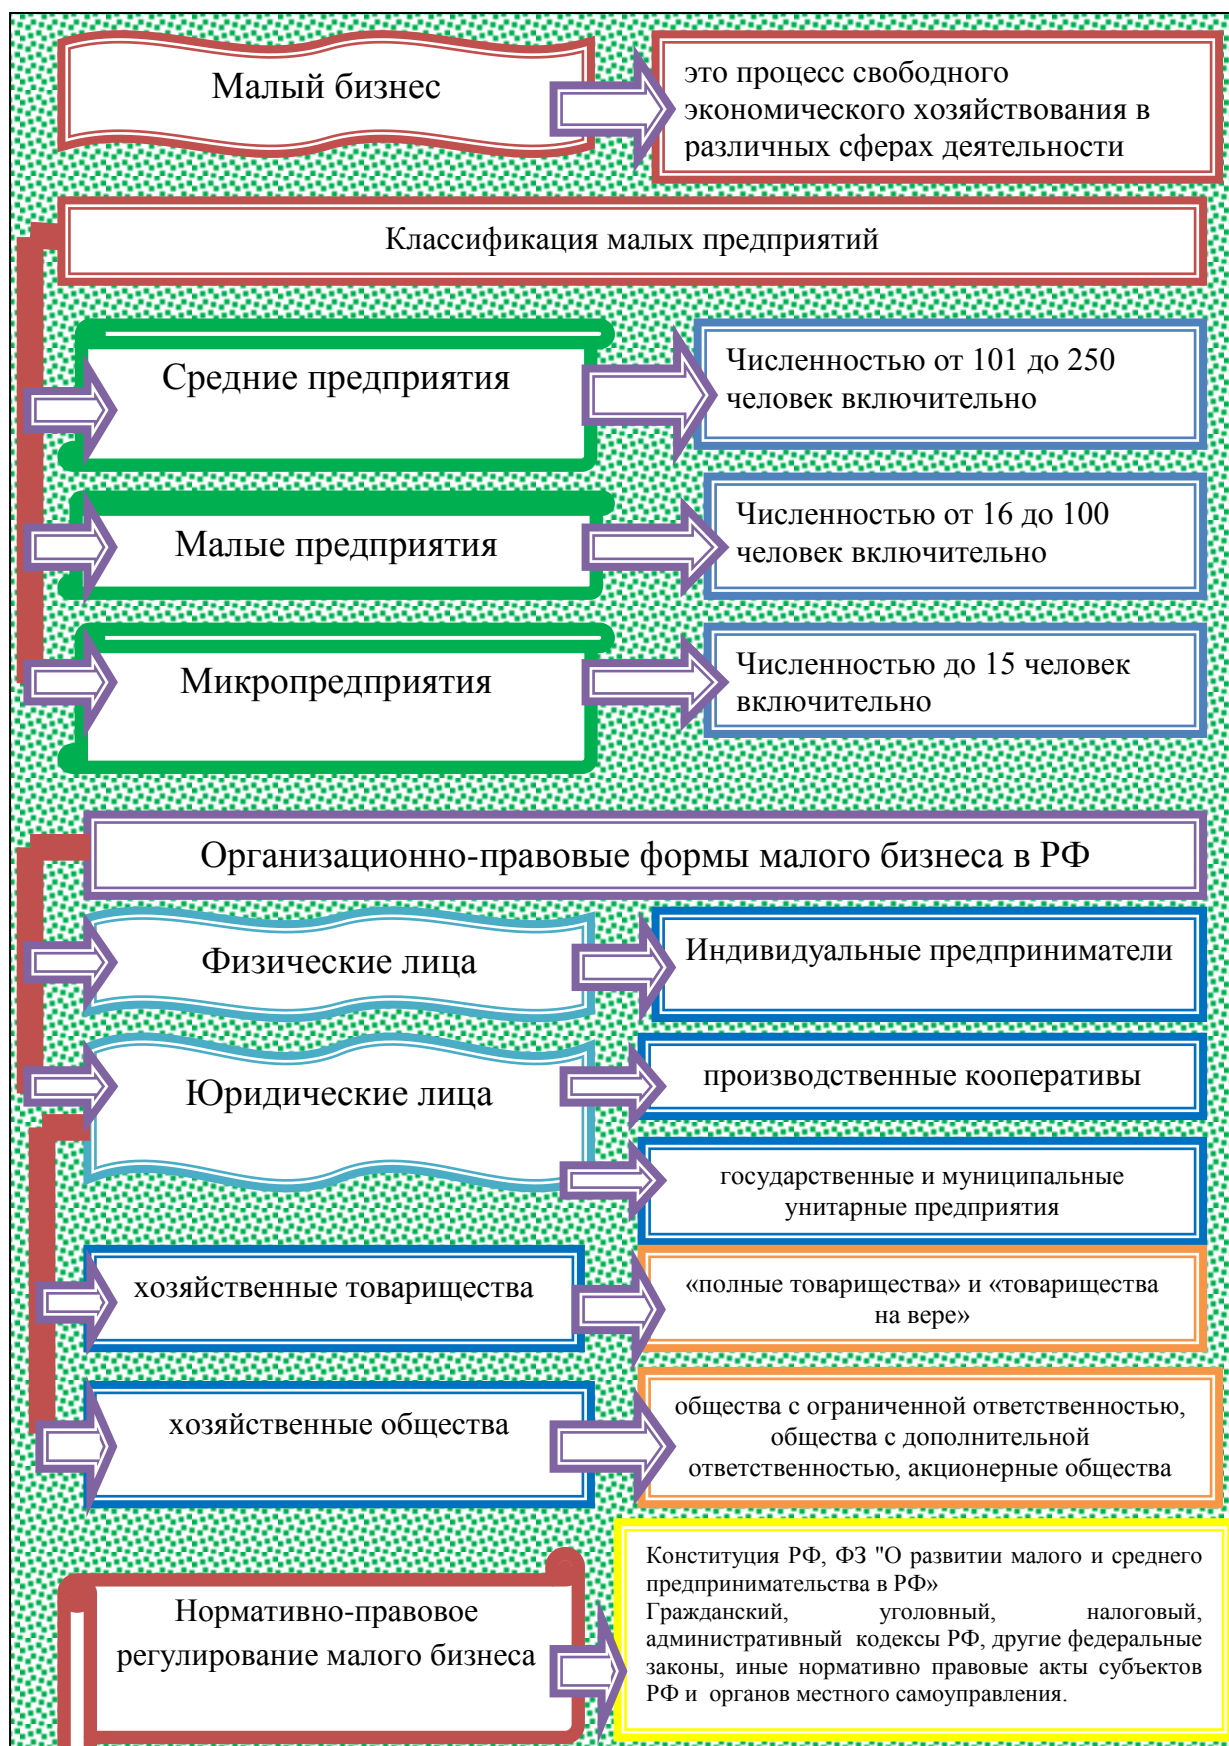 Малый бизнес
это процесс свободного
экономического хозяйствования в
различных сферах деятельности
Классификация малых предприятий
Средние предприятия
Численностью от 101 до 250
человек включительно
Малые предприятия
Численностью от 16 до 100
человек включительно
Микропредприятия
Численностью до 15 человек
включительно
Организационно-правовые формы малого бизнеса в РФ
Физические лица
Индивидуальные предприниматели
Юридические лица
производственные кооперативы
государственные и муниципальные
унитарные предприятия
хозяйственные товарищества
«полные товарищества» и «товарищества
на вере»
хозяйственные общества
общества с ограниченной ответственностью,
общества с дополнительной
ответственностью, акционерные общества
Нормативно-правовое
регулирование малого бизнеса
Конституция РФ, ФЗ "О развитии малого и среднего
предпринимательства в РФ»
Гражданский, уголовный, налоговый,
административный кодексы РФ, другие федеральные
законы, иные нормативно правовые акты субъектов
РФ и органов местного самоуправления.